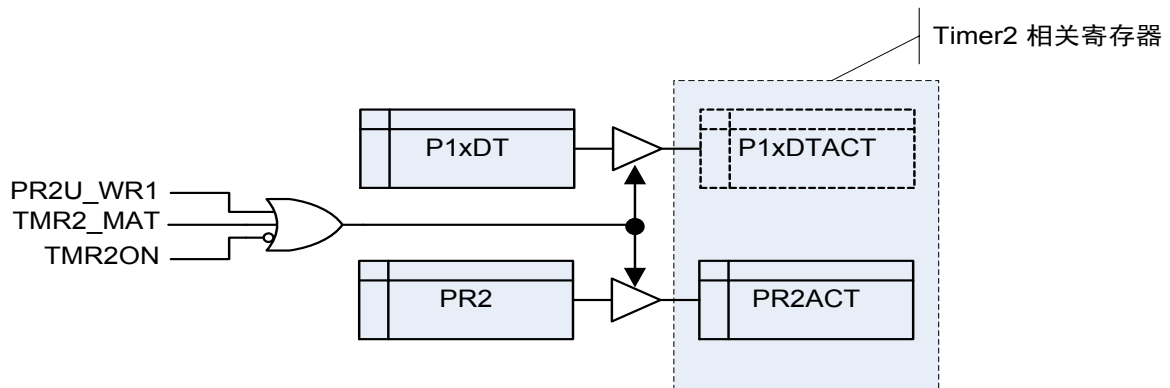 Timer2 相关寄存器
P1xDT
P1xDTACT
PR2U_WR1
TMR2_MAT
TMR2ON
PR2
PR2ACT